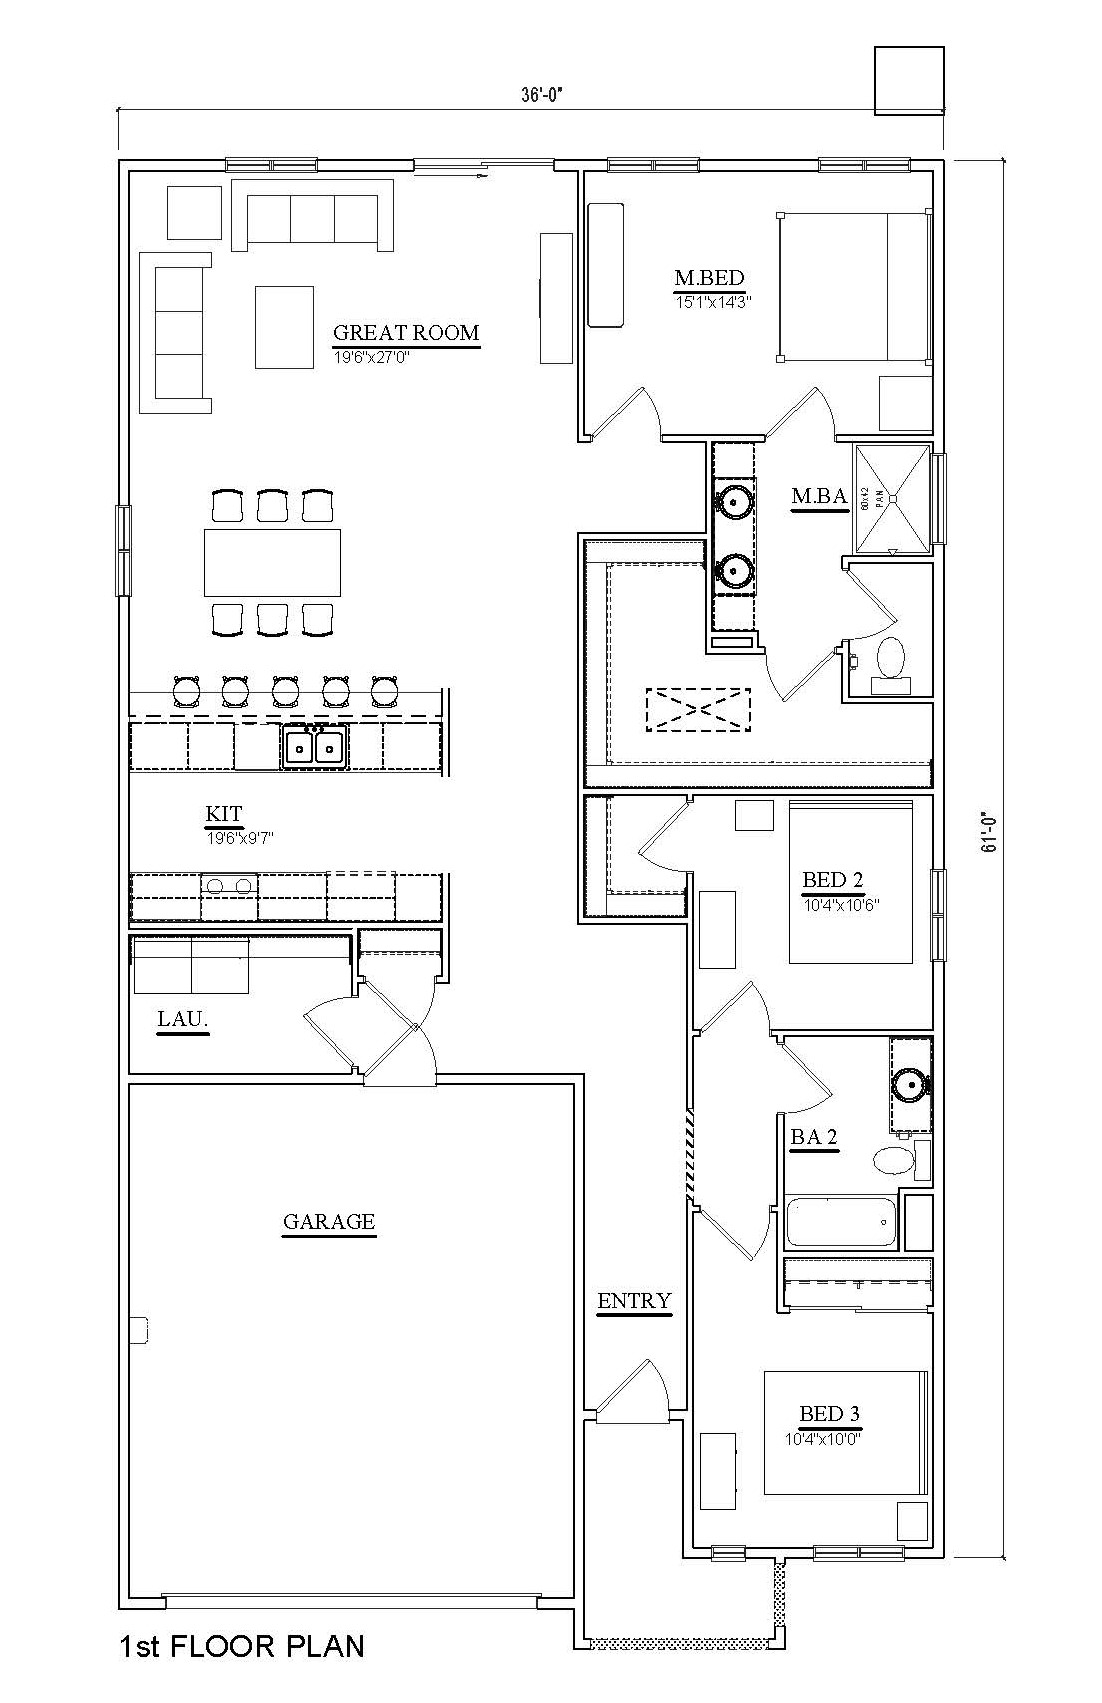 36'-0"
M.BED
15'1"x14'3"
GREAT ROOM
19'6"x27'0"
M.BA
60x42
PAN
KIT
19'6"x9'7"
61'-0"
BED 2
10'4"x10'6"
LAU.
BA 2
GARAGE
ENTRY
BED 3
10'4"x10'0"
1st FLOOR PLAN